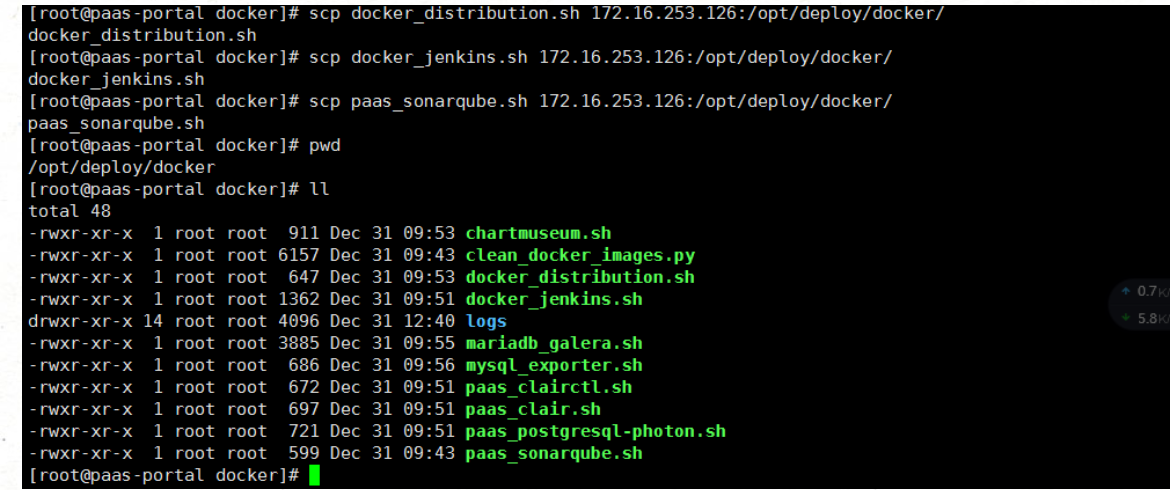 [root@paas-portal docker]# scp docker_distribution.sh 172.16.253.126:/opt/deploy/docker/
docker_distribution.sh
[root@paas-portal docker]# scp docker_jenkins.sh 172.16.253.126:/opt/deploy/docker/
docker_jenkins.sh
[root@paas-portal docker]# scp paas_sonarqube.sh 172.16.253.126:/opt/deploy/docker/
paas_sonarqube.sh
[root@paas-portal docker]# pwd
/opt/deploy/docker
[root@paas-portal docker]# ll
total 48
-rwxr-xr-x  1 root root  911 Dec 31 09:53 chartmuseum.sh
-rwxr-xr-x  1 root root 6157 Dec 31 09:43 clean_docker_images.py
-rwxr-xr-x  1 root root  647 Dec 31 09:53 docker_distribution.sh
-rwxr-xr-x  1 root root 1362 Dec 31 09:51 docker_jenkins.sh
drwxr-xr-x 14 root root 4096 Dec 31 12:40 logs
-rwxr-xr-x  1 root root 3885 Dec 31 09:55 mariadb_galera.sh
-rwxr-xr-x  1 root root  686 Dec 31 09:56 mysql_exporter.sh
-rwxr-xr-x  1 root root  672 Dec 31 09:51 paas_clairctl.sh
-rwxr-xr-x  1 root root  697 Dec 31 09:51 paas_clair.sh
-rwxr-xr-x  1 root root  721 Dec 31 09:51 paas_postgresql-photon.sh
-rwxr-xr-x  1 root root  599 Dec 31 09:43 paas_sonarqube.sh
[root@paas-portal docker]#
↑ 0.7K/
↓ 5.8K/